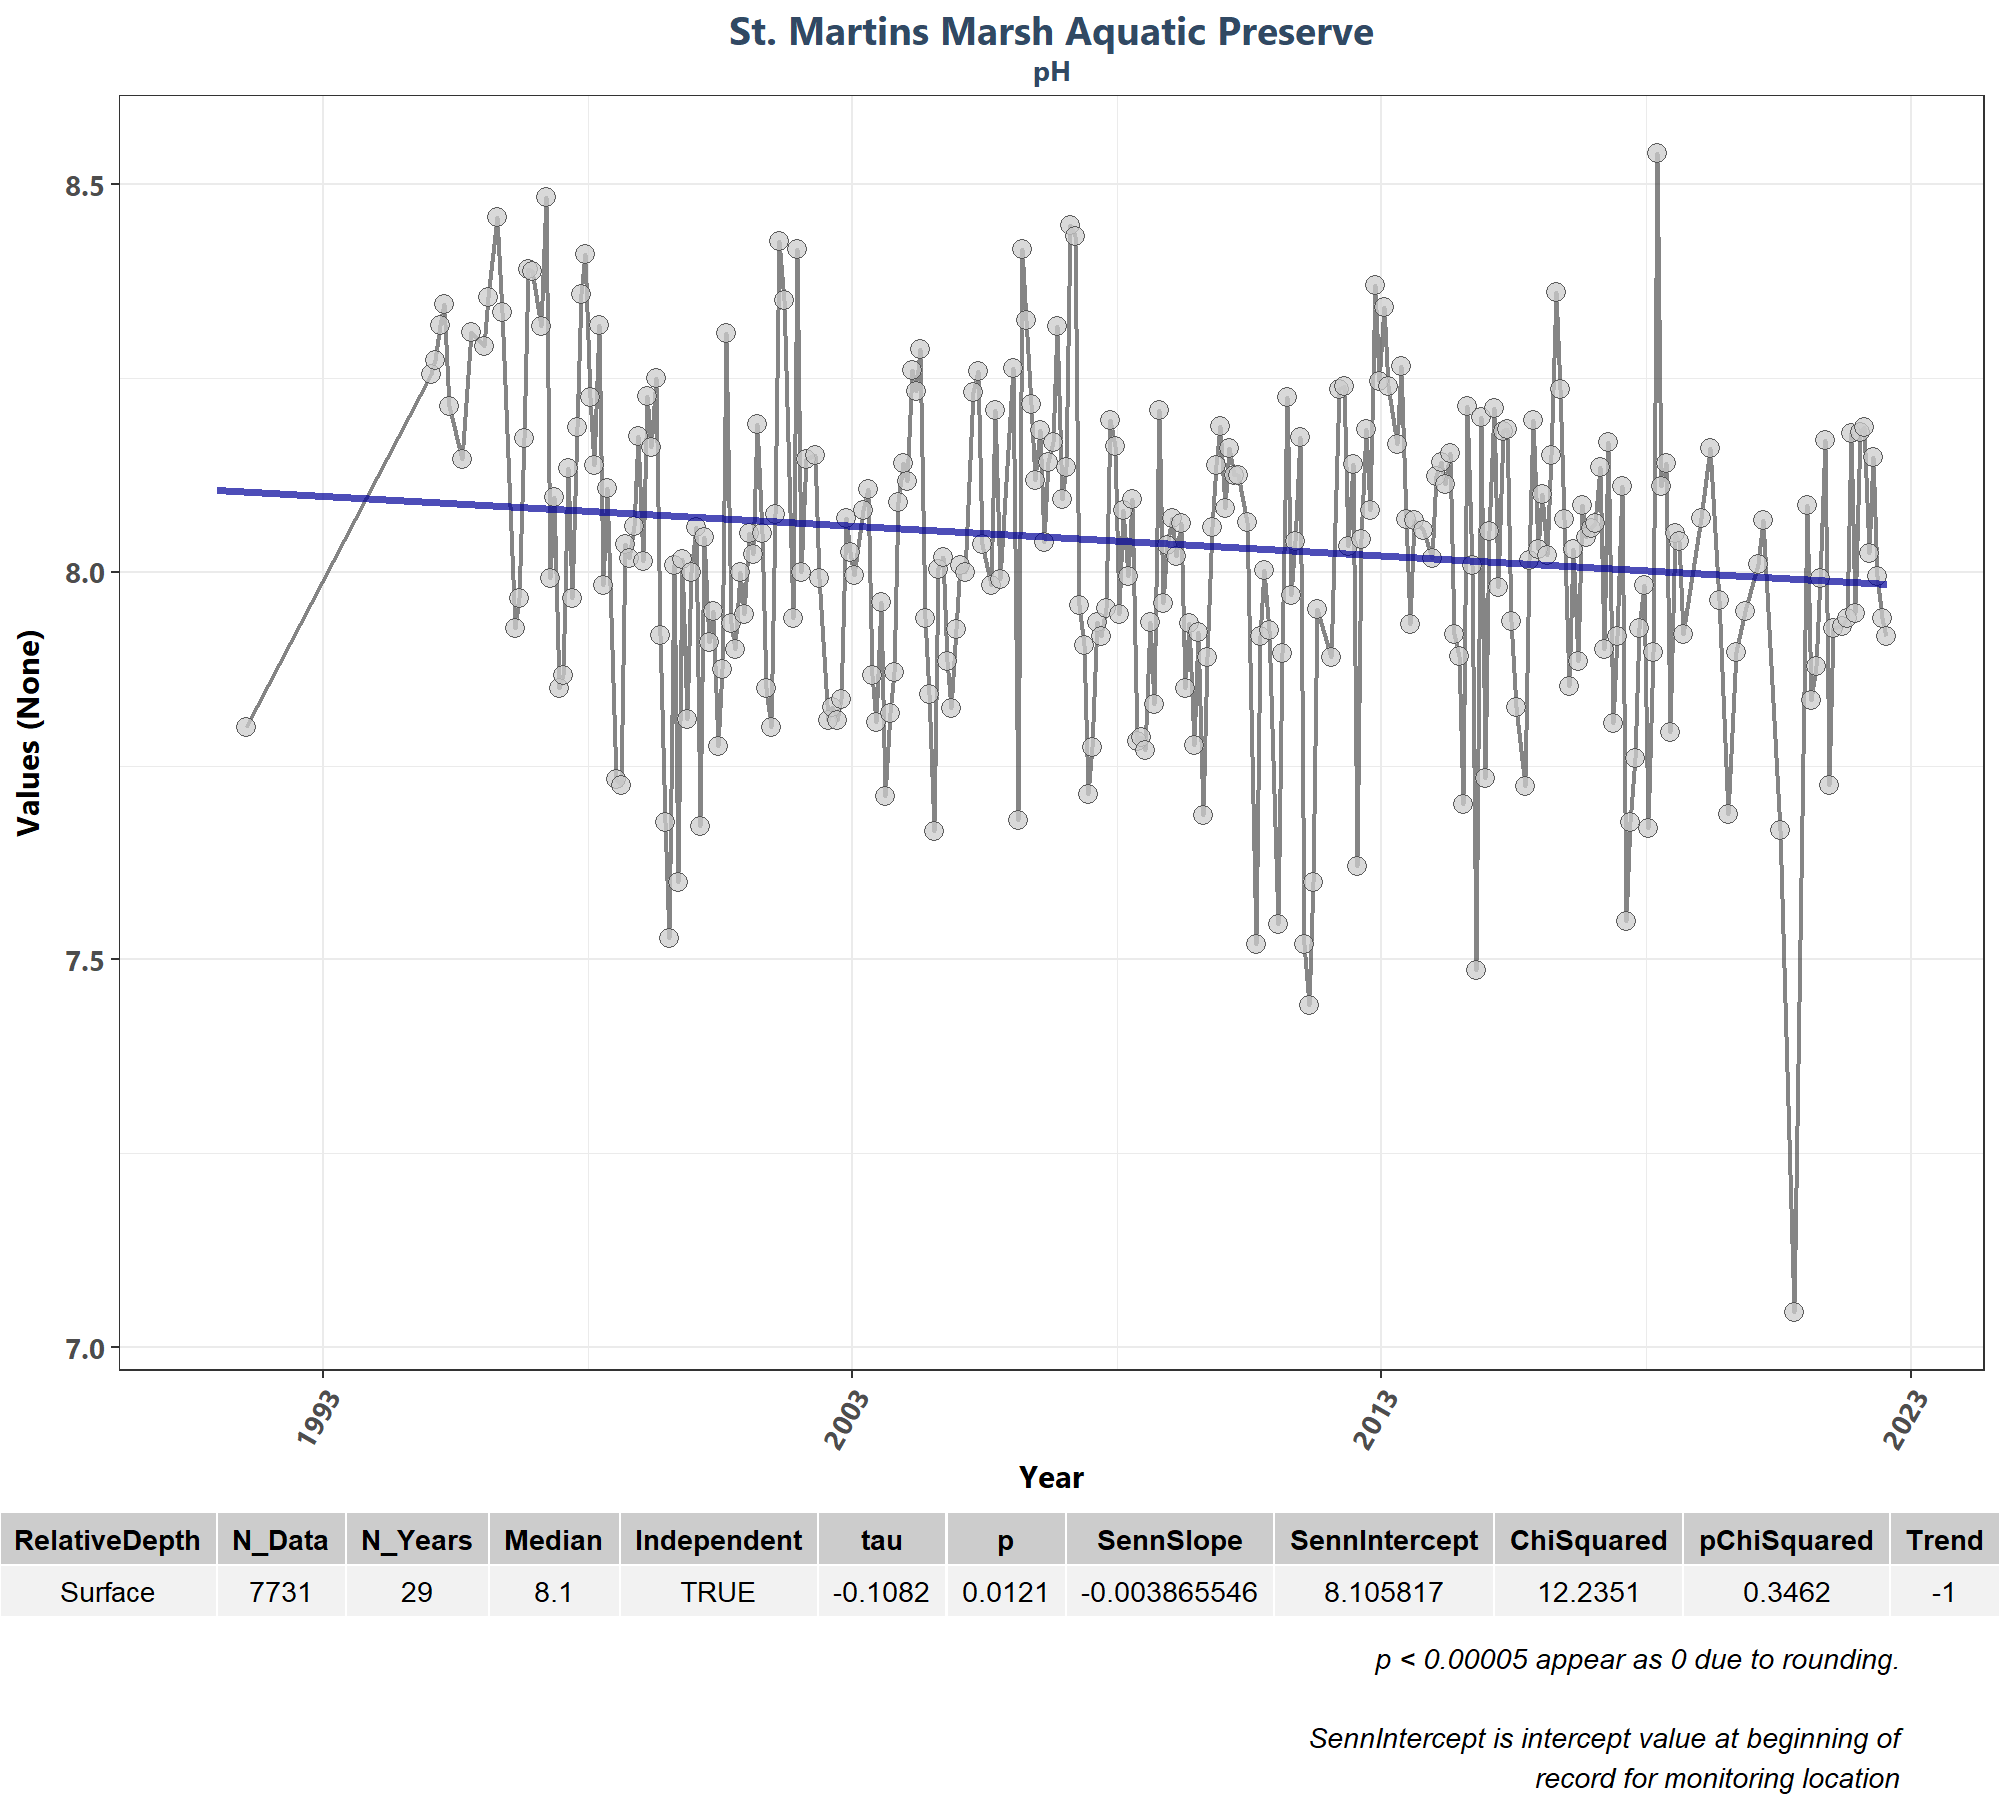 St. Martins Marsh Aquatic Preserve
pH
Values (None)
8.5
8.0
7.5
7.0
1993
2003
2013
2023
Year
RelativeDepth N_Data N_Years Median Independent tau p SennSlope SennIntercept ChiSquared pChiSquared Trend
Surface 7731 29 8.1 TRUE -0.1082 0.0121 -0.003865546 8.105817 12.2351 0.3462 -1
p < 0.00005 appear as 0 due to rounding.
SennIntercept is intercept value at beginning of
record for monitoring location